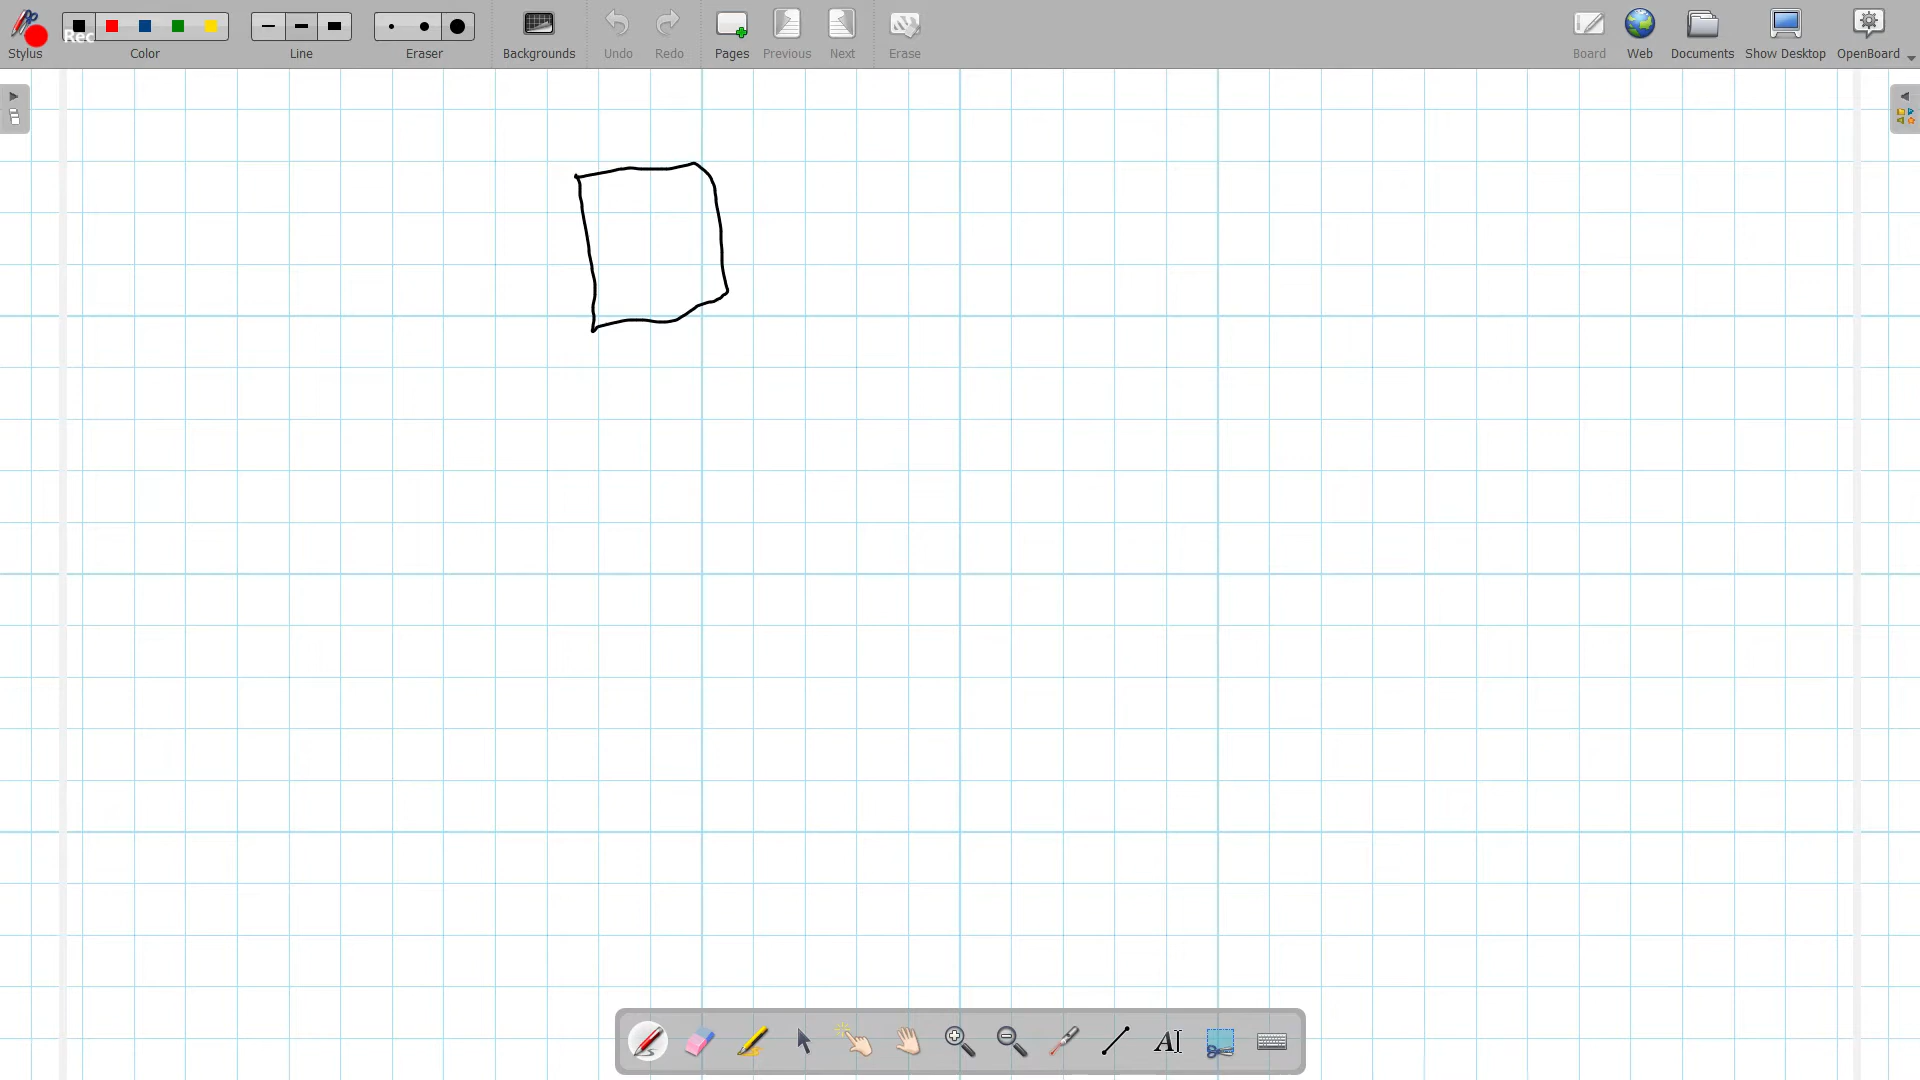 Rec
Stylus
Color
Line
Eraser
Backgrounds
Undo
Redo
Pages
Previous
Next
Erase
Board
Web
Documents
Show Desktop
OpenBoard
A